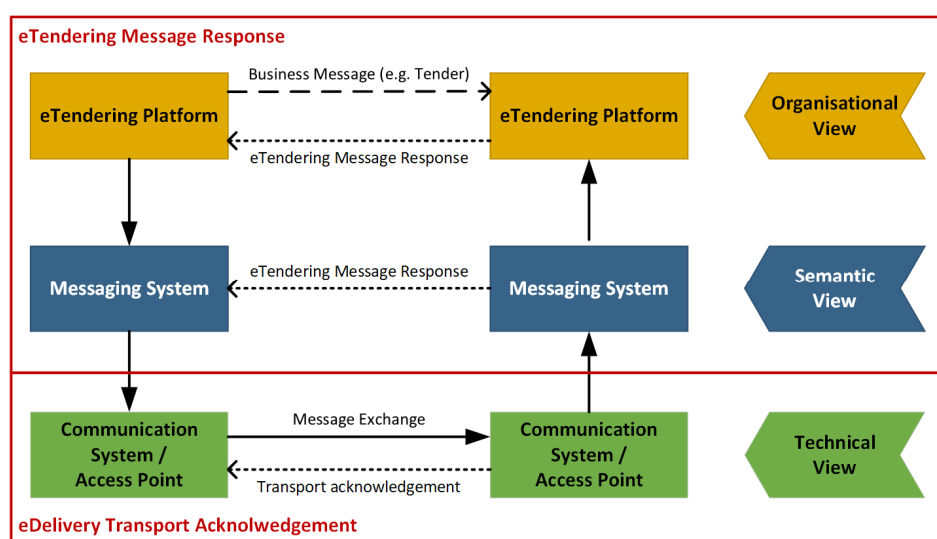 eTendering Message Response
Business Message (e.g. Tender)
eTendering Platform
eTendering Platform
Organisational
View
eTendering Message Response
eTendering Message Response
Messaging System
Messaging System
Semantic
View
Communication
System /
Access Point
Message Exchange
Transport acknowledgement
Communication
System /
Access Point
Technical
View
eDelivery Transport Acknolwedgement